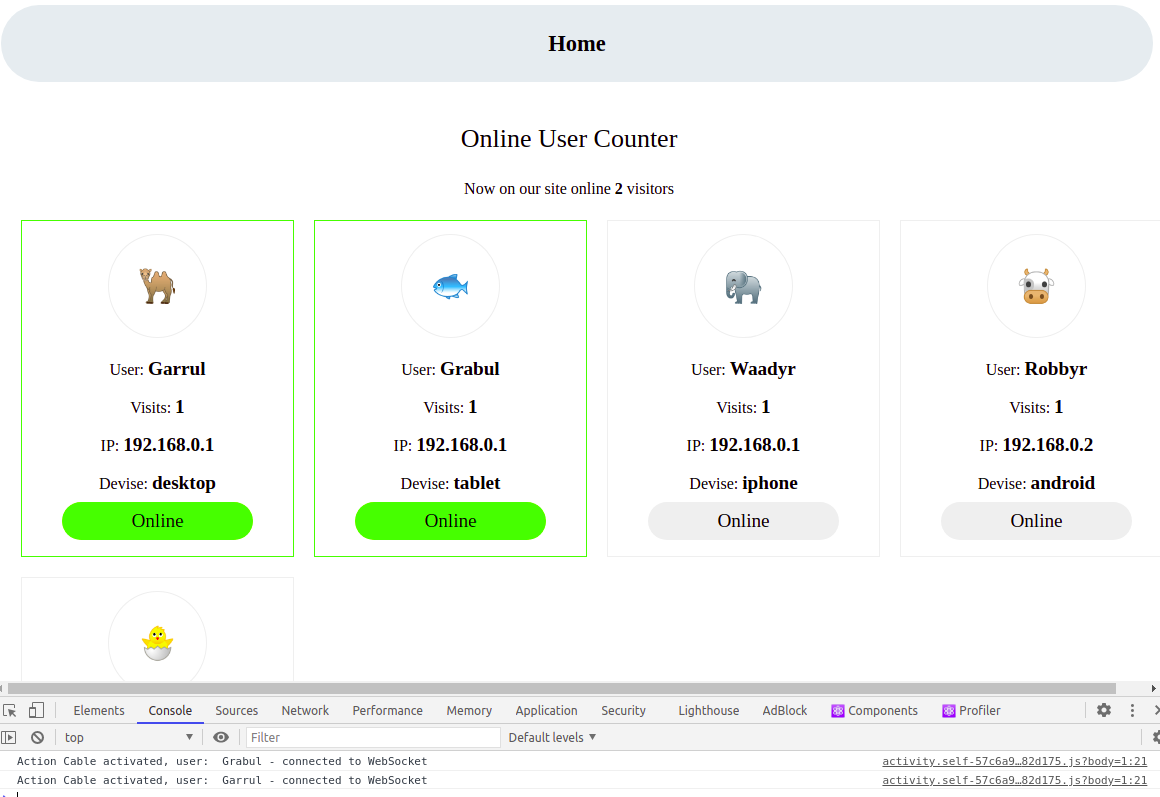 Home
Online User Counter
Now on our site online 2 visitors
User: Garrul
Visits: 1
IP: 192.168.0.1
Devise: desktop
Online
User: Grabul
Visits: 1
IP: 192.168.0.1
Devise: tablet
Online
User: Waadyr
Visits: 1
IP: 192.168.0.1
Devise: iphone
Online
User: Robbyr
Visits: 1
IP: 192.168.0.2
Devise: android
Online
Elements Console Sources Network Performance Memory Application Security Lighthouse AdBlock Components Profiler
top Filter Default levels
Action Cable activated, user: Grabul - connected to WebSocket activity.self-57c6a9…82d175.js?body=1:21
Action Cable activated, user: Garrul - connected to WebSocket activity.self-57c6a9…82d175.js?body=1:21